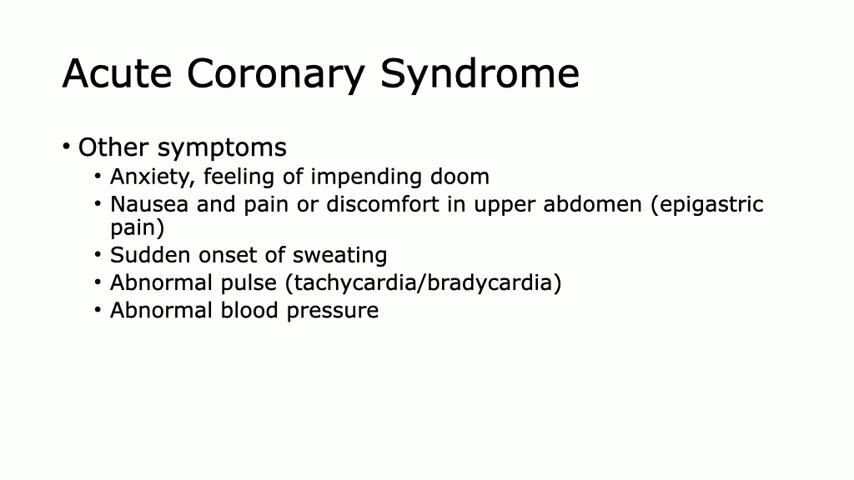 Acute Coronary Syndrome
• Other symptoms
• Anxiety, feeling of impending doom
• Nausea and pain or discomfort in upper abdomen (epigastric
pain)
• Sudden onset of sweating
• Abnormal pulse (tachycardia/bradycardia)
• Abnormal blood pressure